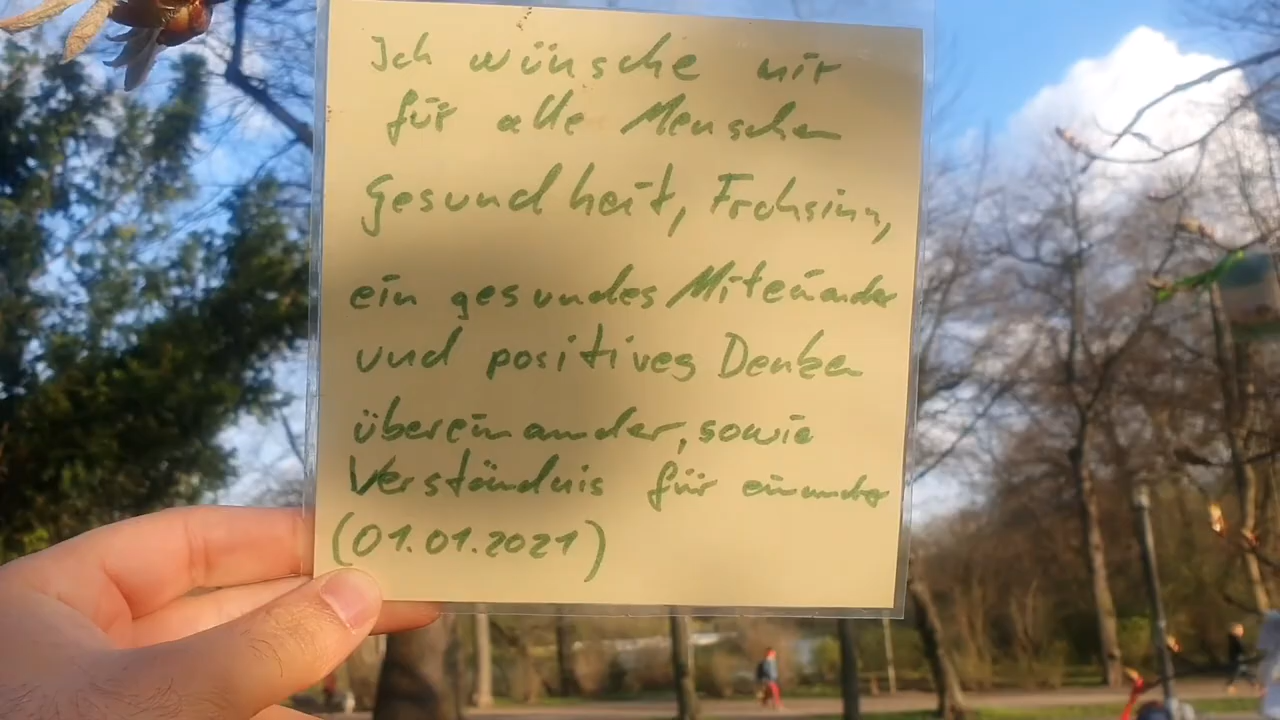 Ich wünsche mir
für alle Menschen
Gesundheit, Frohsinn,
ein gesundes Miteinander
und positives Denken
übereinander, sowie
Verständnis für einander
(01.01.2021)